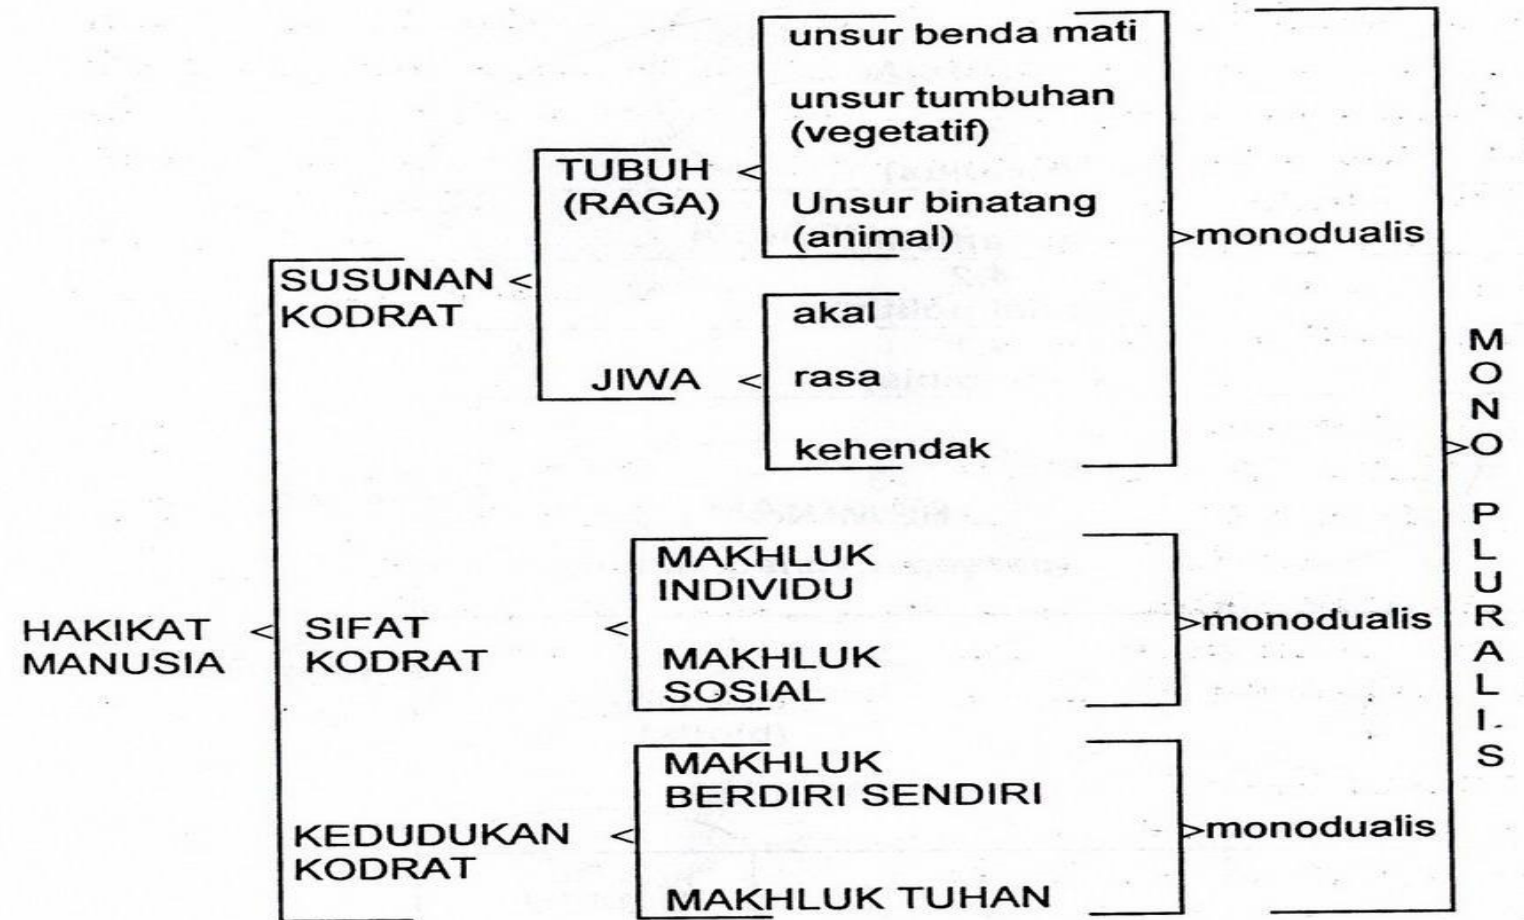 unsur benda mati
unsur tumbuhan
(vegetatif)
TUBUH <
(RAGA)
Unsur binatang
(animal)
>monodualis
SUSUNAN <
KODRAT
akal
JIWA <
rasa
kehendak
MONO PLURALIS
>
HAKIKAT <
MANUSIA
SIFAT <
KODRAT
MAKHLUK
INDIVIDU
MAKHLUK
SOSIAL
>monodualis
KEDUDUKAN <
KODRAT
MAKHLUK
BERDIRI SENDIRI
MAKHLUK TUHAN
>monodualis